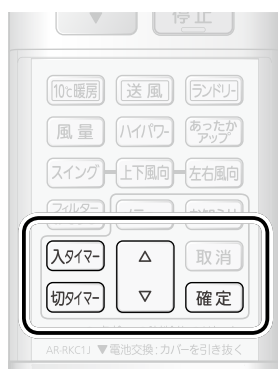 ▼ 停止
10℃暖房 送風 ランドリー
風量 ハイパワー あったか
アップ
スイング 上下風向 左右風向
フィルター
入タイマー △ 取消
切タイマー ▽ 確定
AR-RKC1J ▼電池交換:カバーを引き抜く